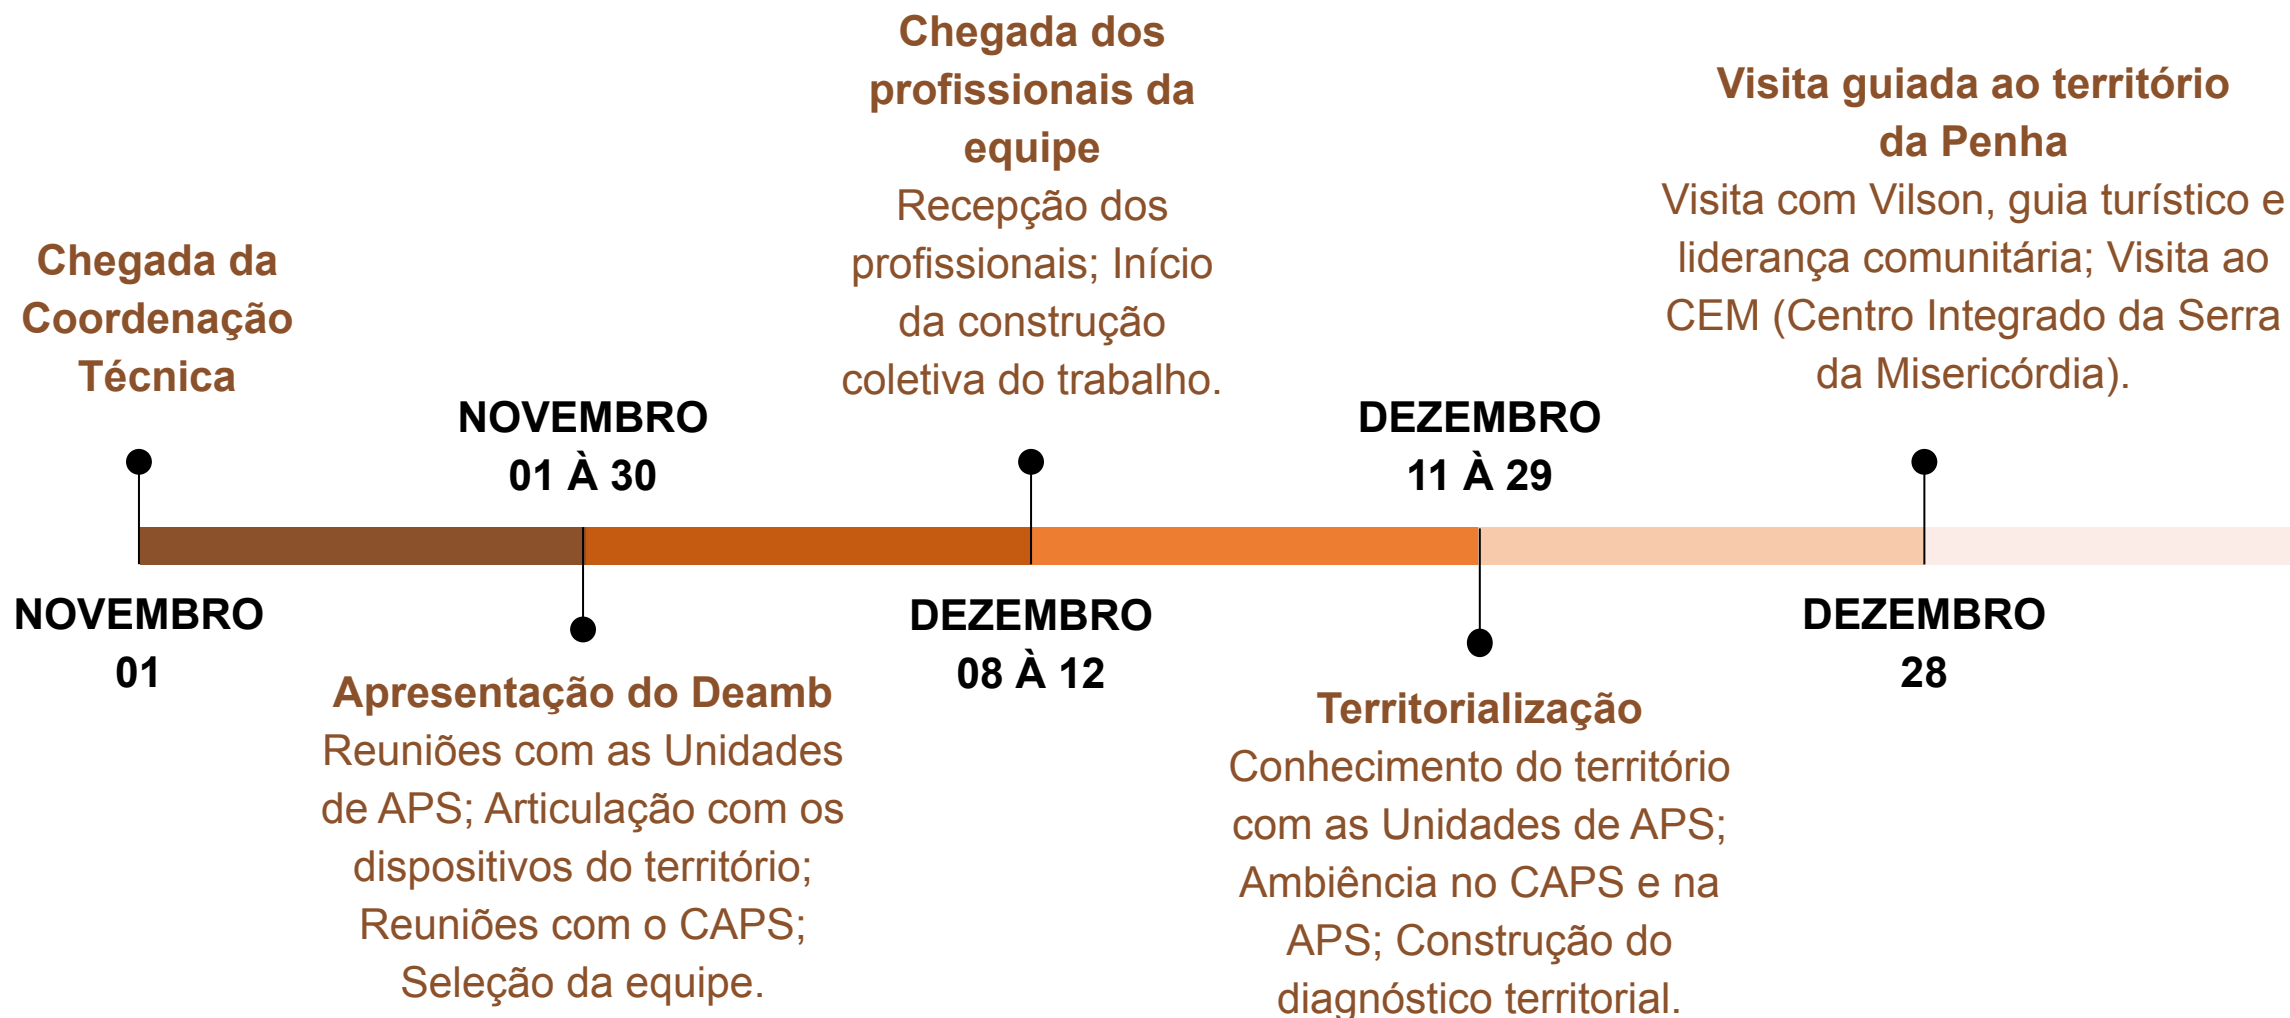 Chegada da
Coordenação
Técnica
NOVEMBRO
01
NOVEMBRO
01 À 30
Apresentação do Deamb
Reuniões com as Unidades
de APS; Articulação com os
dispositivos do território;
Reuniões com o CAPS;
Seleção da equipe.
Chegada dos
profissionais da
equipe
Recepção dos
profissionais; Início
da construção
coletiva do trabalho.
DEZEMBRO
08 À 12
DEZEMBRO
11 À 29
Territorialização
Conhecimento do território
com as Unidades de APS;
Ambiência no CAPS e na
APS; Construção do
diagnóstico territorial.
Visita guiada ao território
da Penha
Visita com Vilson, guia turístico e
liderança comunitária; Visita ao
CEM (Centro Integrado da Serra
da Misericórdia).
DEZEMBRO
28